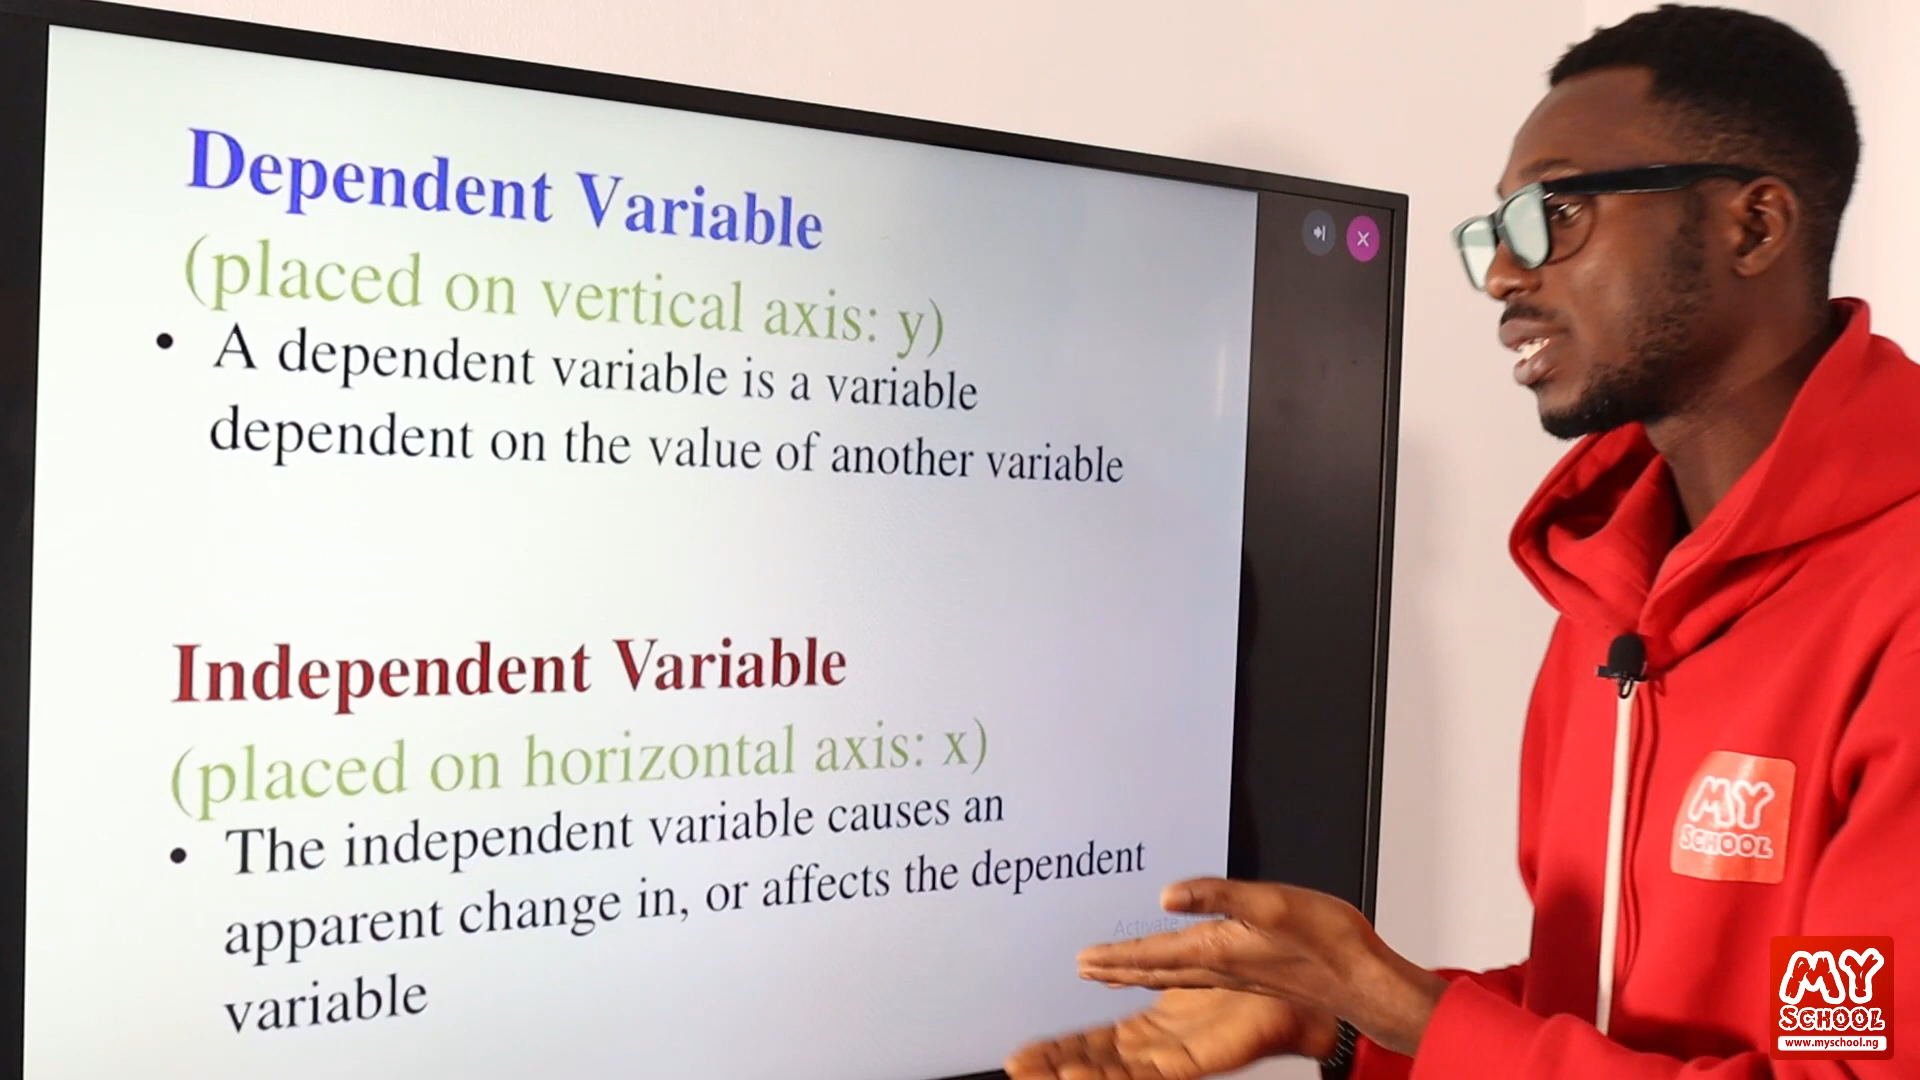 Dependent Variable
(placed on vertical axis: y)
• A dependent variable is a variable
dependent on the value of another variable
Independent Variable
(placed on horizontal axis: x)
• The independent variable causes an
apparent change in, or affects the dependent
variable
Activate
MY
SCHOOL
MY
SCHOOL
www.myschool.ng